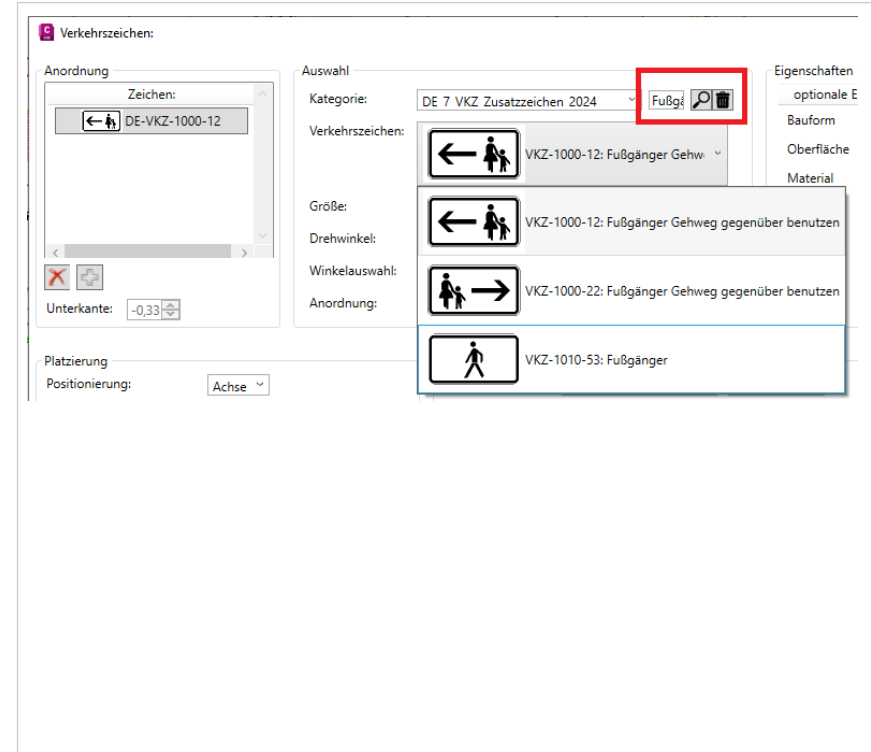 Verkehrszeichen:
Anordnung
Zeichen:
DE-VKZ-1000-12
Unterkante: -0,33
Auswahl
Kategorie: DE 7 VKZ Zusatzzeichen 2024 Fußgä
Verkehrszeichen: VKZ-1000-12: Fußgänger Gehw
VKZ-1000-12: Fußgänger Gehweg gegenüber benutzen
VKZ-1000-22: Fußgänger Gehweg gegenüber benutzen
VKZ-1010-53: Fußgänger
Größe:
Drehwinkel:
Winkelauswahl:
Anordnung:
Eigenschaften
optionale E
Bauform
Oberfläche
Material
Platzierung
Positionierung: Achse